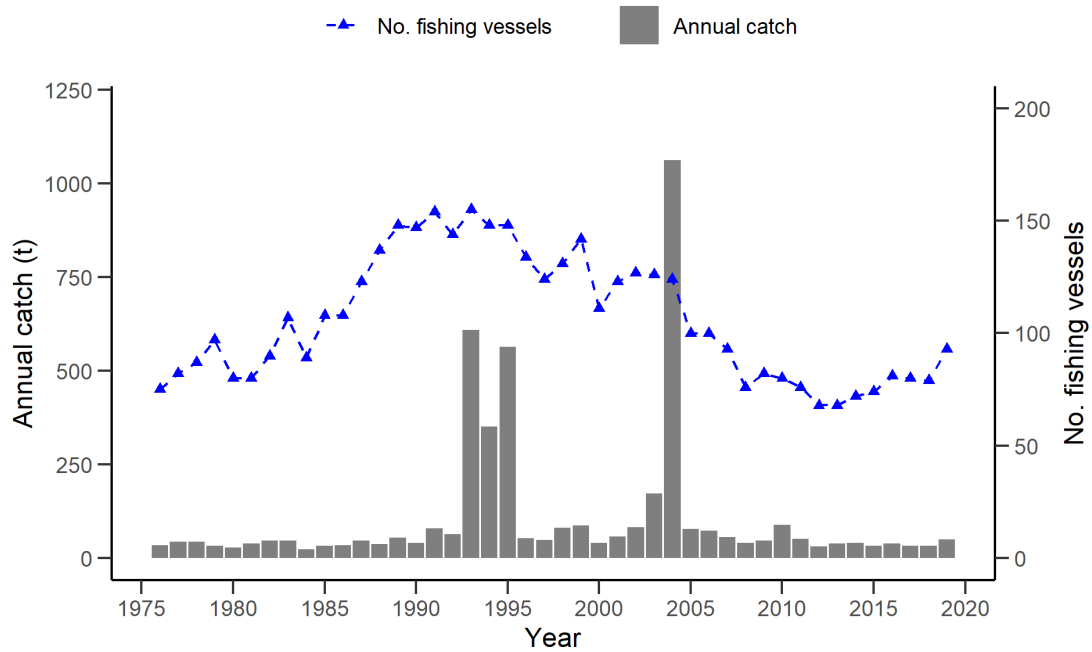 No. fishing vessels
Annual catch
Annual catch (t)
1250
1000
750
500
250
0
200
150
100
50
0
No. fishing vessels
1975 1980 1985 1990 1995 2000 2005 2010 2015 2020
Year